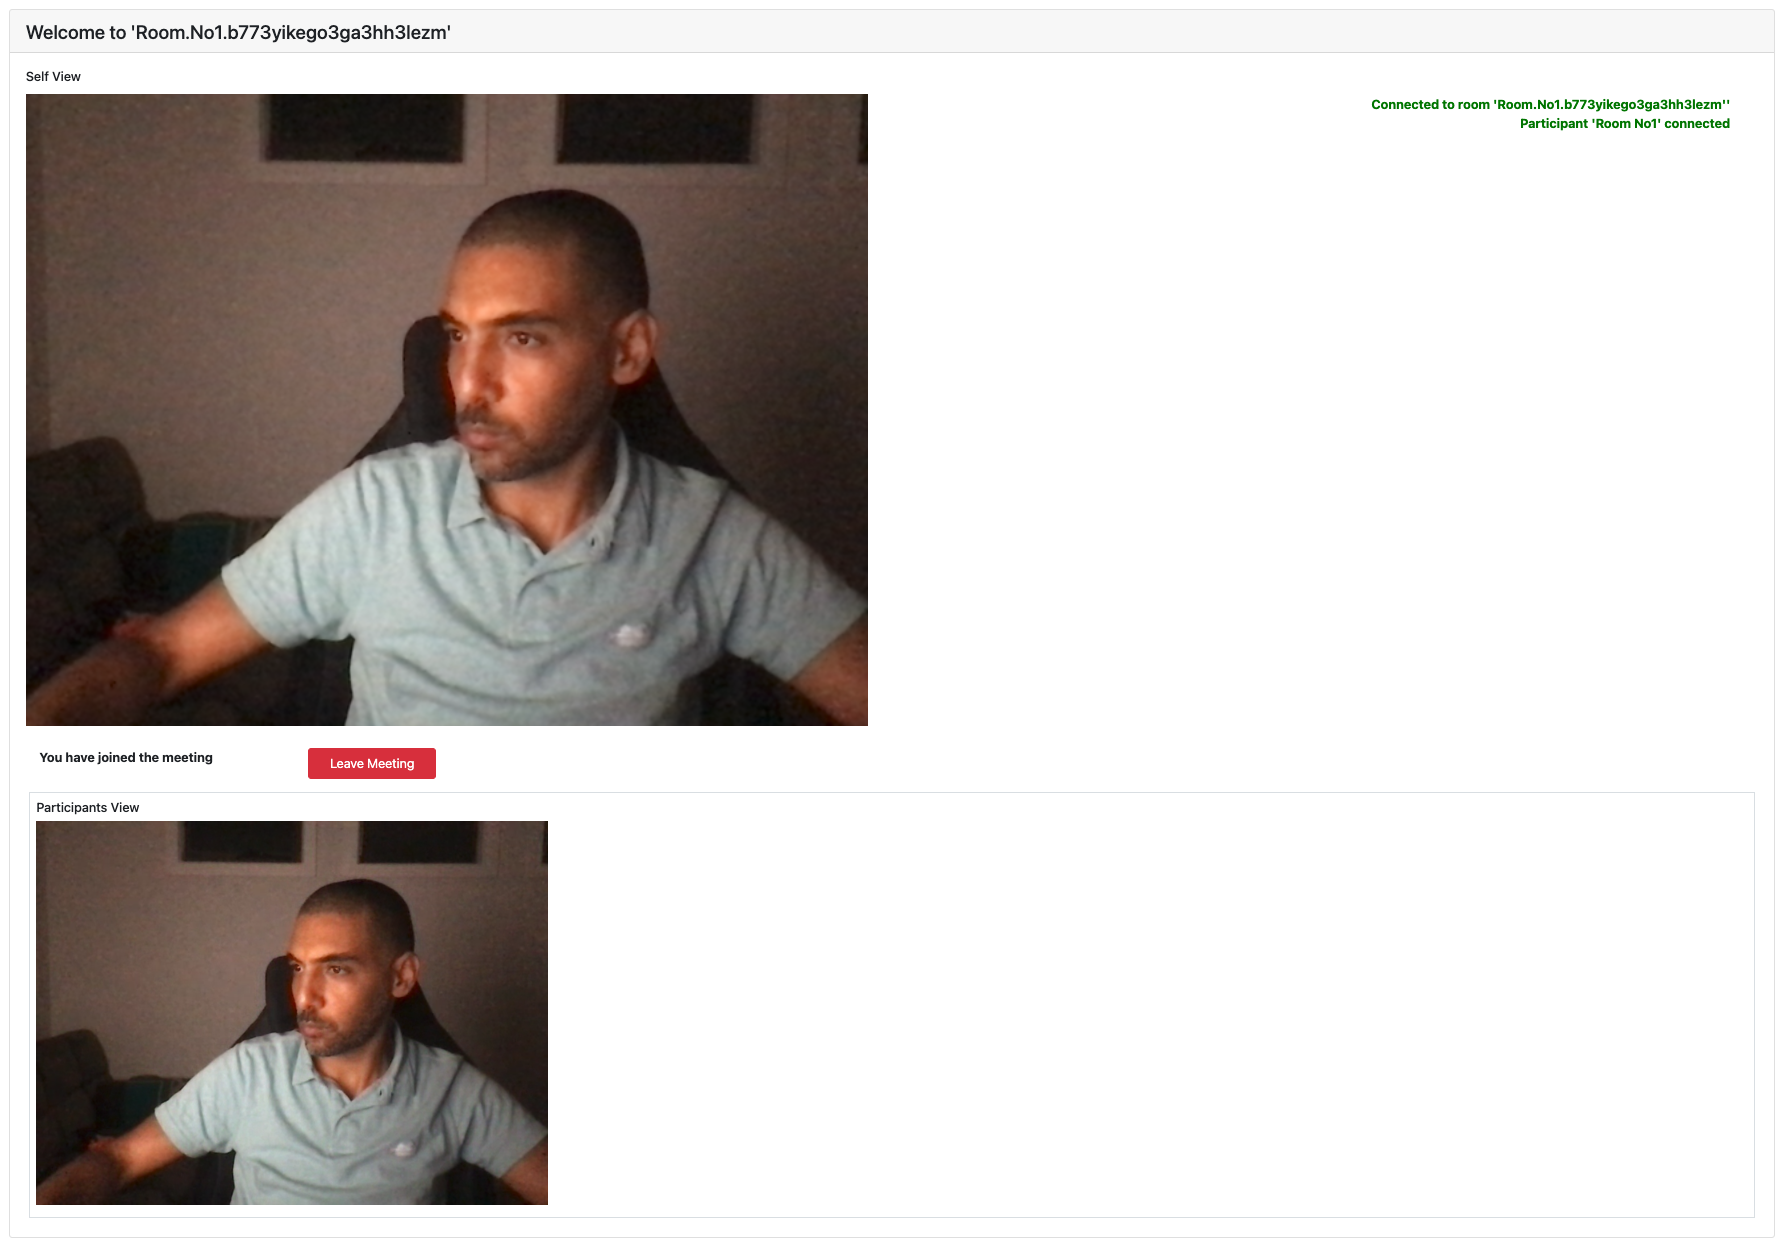 Welcome to 'Room.No1.b773yikego3ga3hh3lezm'
Self View
Connected to room 'Room.No1.b773yikego3ga3hh3lezm''
Participant 'Room No1' connected
You have joined the meeting
Leave Meeting
Participants View